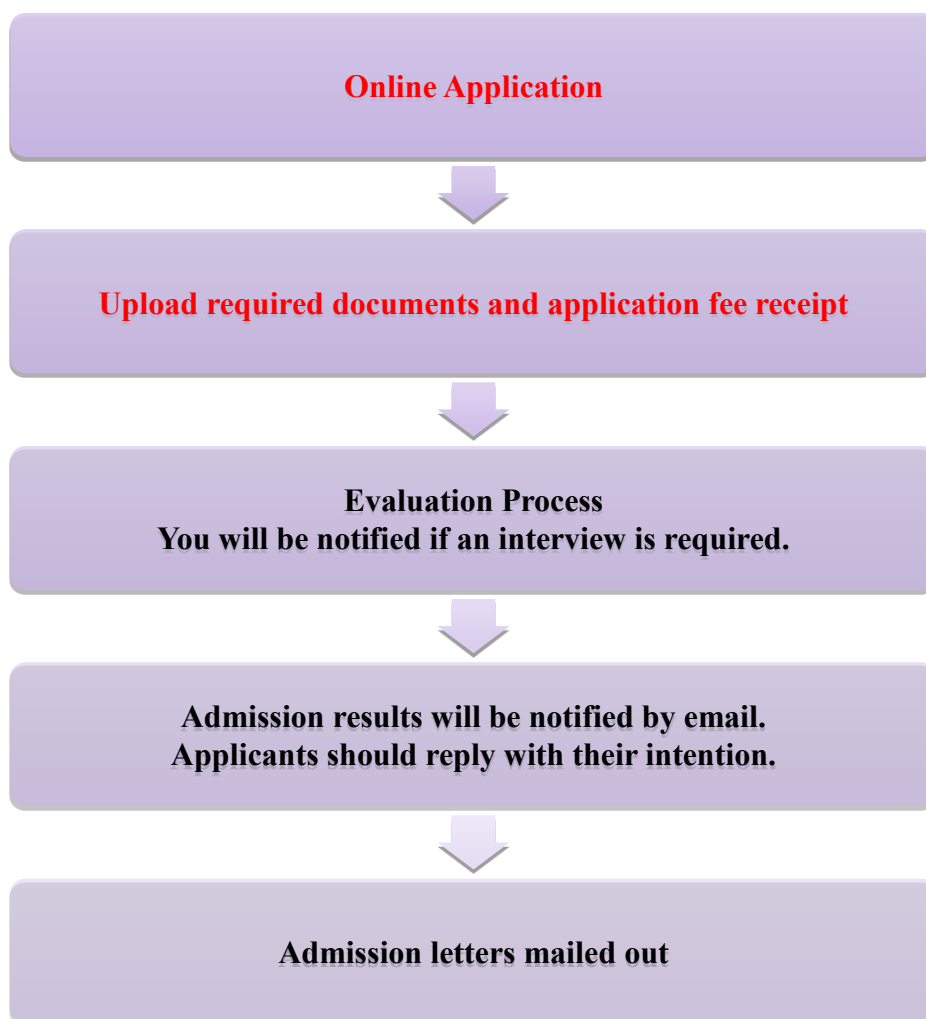 Online Application
Upload required documents and application fee receipt
Evaluation Process
You will be notified if an interview is required.
Admission results will be notified by email.
Applicants should reply with their intention.
Admission letters mailed out